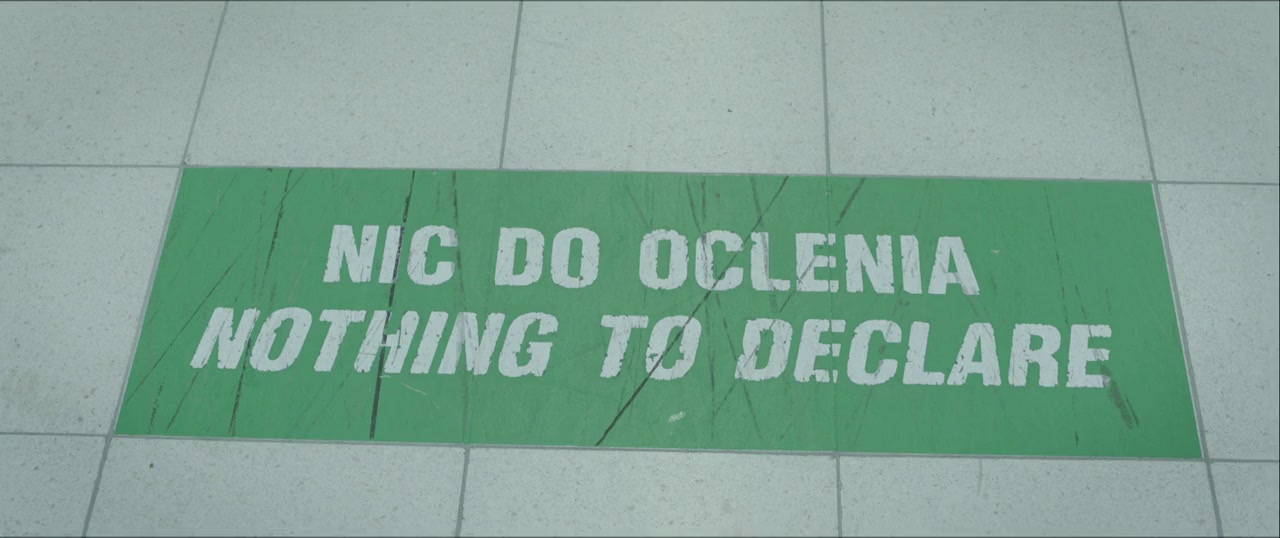 NIC DO OCLENIA
NOTHING TO DECLARE